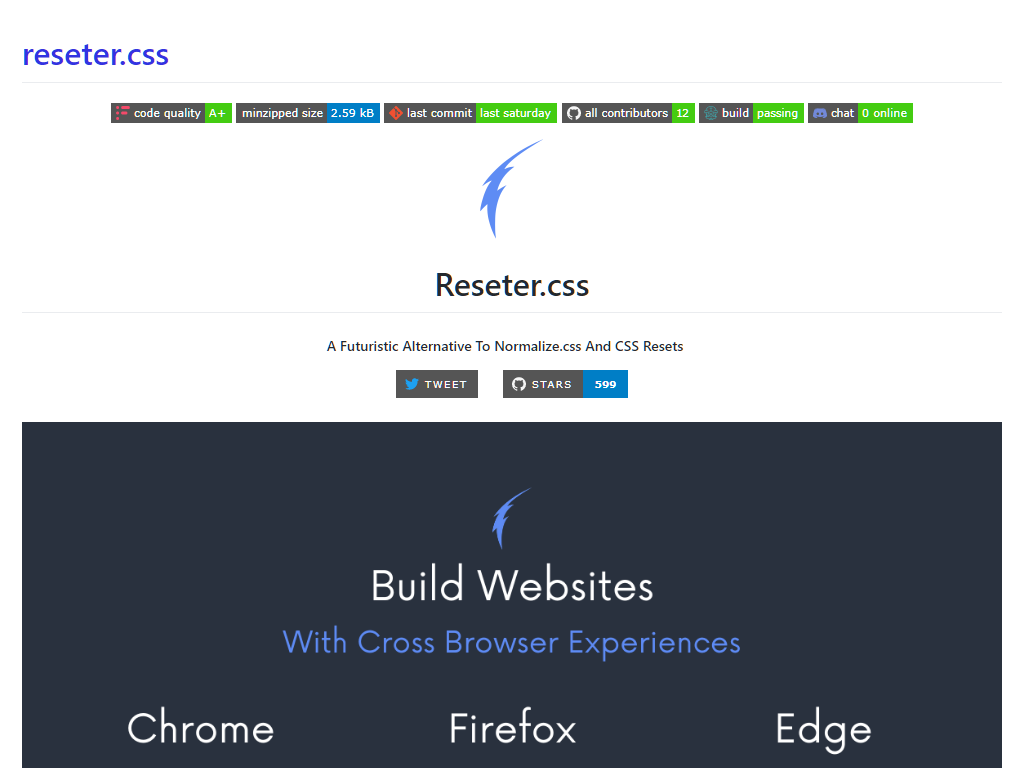 reseter.css
code quality A+ minzipped size 2.59 kB last commit last saturday all contributors 12 build passing chat 0 online
Reseter.css
A Futuristic Alternative To Normalize.css And CSS Resets
TWEET STARS 599
Build Websites
With Cross Browser Experiences
Chrome Firefox Edge